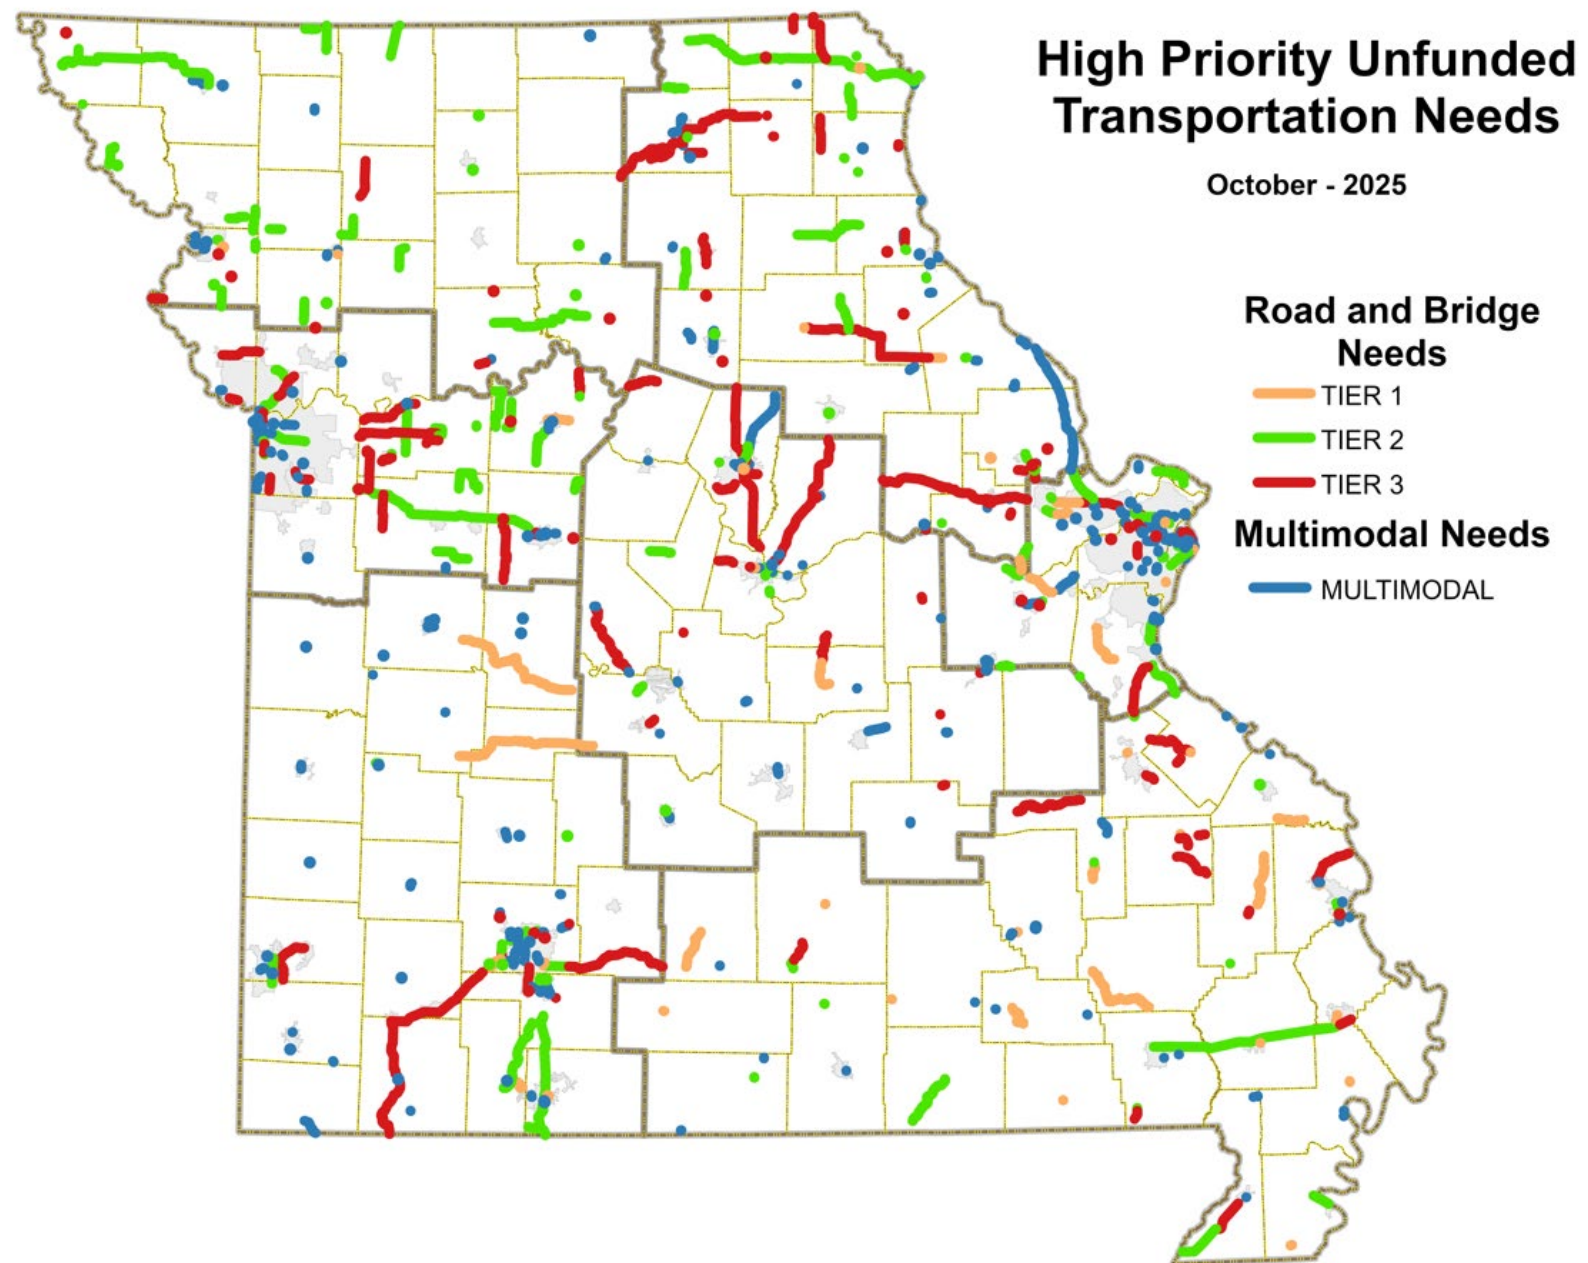 High Priority Unfunded
Transportation Needs
October - 2025
Road and Bridge
Needs
TIER 1
TIER 2
TIER 3
Multimodal Needs
MULTIMODAL